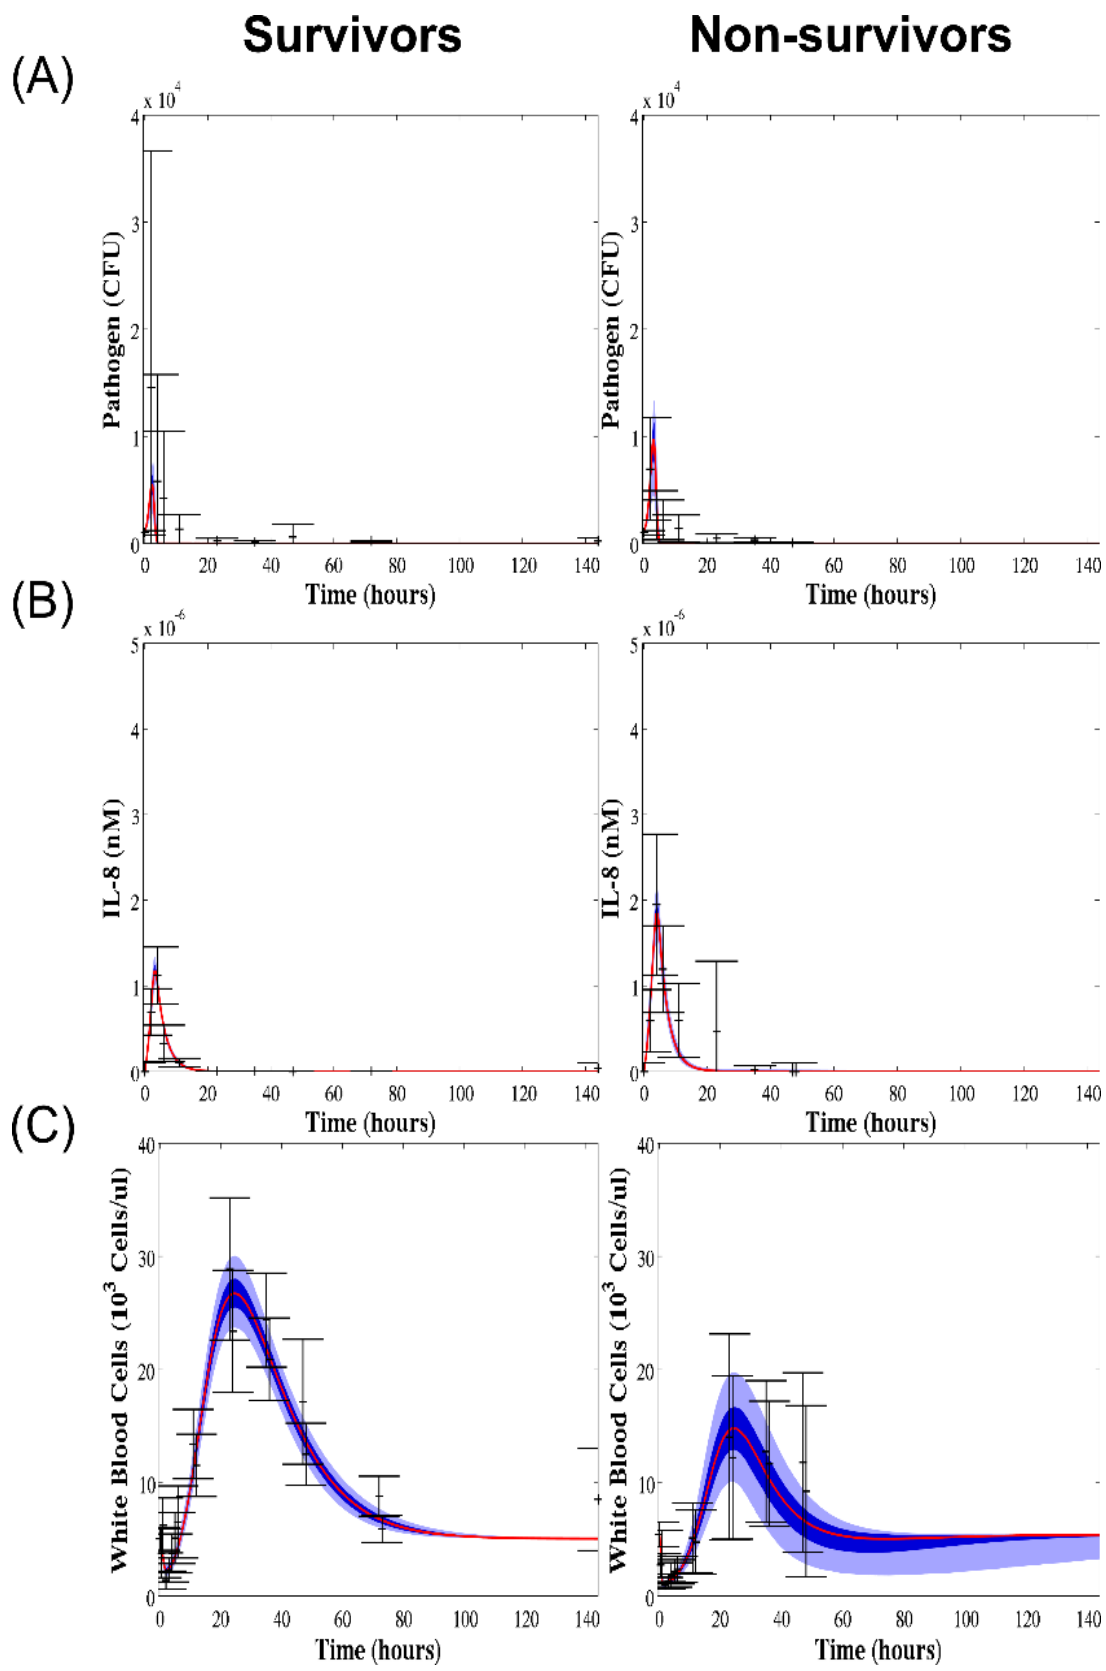 Survivors Non-survivors
(A)
x 10^4 x 10^4
4 4
3 3
2 2
1 1
0 0
Pathogen (CFU) Pathogen (CFU)
0 20 40 60 80 100 120 140 0 20 40 60 80 100 120 140
Time (hours) Time (hours)
(B)
x 10^-6 x 10^-6
5 5
4 4
3 3
2 2
1 1
0 0
IL-8 (nM) IL-8 (nM)
0 20 40 60 80 100 120 140 0 20 40 60 80 100 120 140
Time (hours) Time (hours)
(C)
40 40
30 30
20 20
10 10
0 0
White Blood Cells (10^3 Cells/ul) White Blood Cells (10^3 Cells/ul)
0 20 40 60 80 100 120 140 0 20 40 60 80 100 120 140
Time (hours) Time (hours)